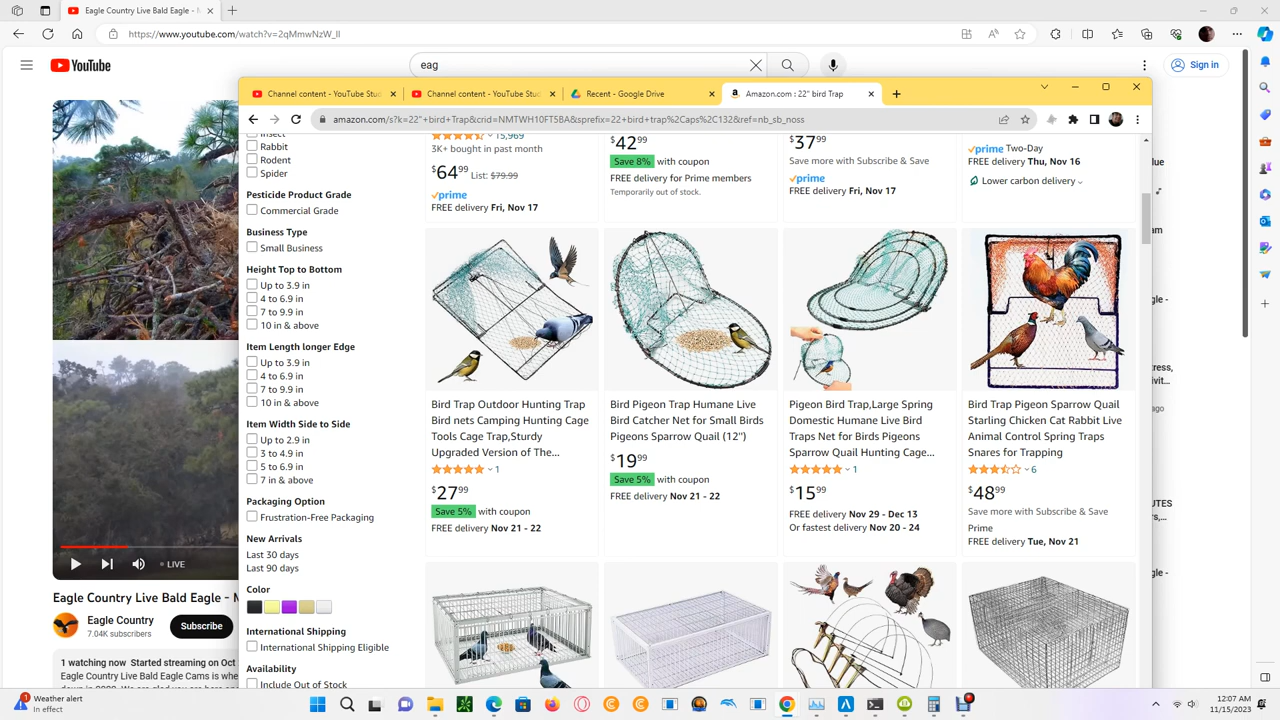 Eagle Country Live Bald Eagle - M
https://www.youtube.com/watch?v=2qMmwNzW_lI
YouTube
eag
Sign in
Channel content - YouTube Stud
Channel content - YouTube Stud
Recent - Google Drive
Amazon.com : 22" bird Trap
amazon.com/s?k=22"+bird+Trap&crid=NMTWH10FT5BA&sprefix=22+bird+trap%2Caps%2C132&ref=nb_sb_noss
Insect
Rabbit
Rodent
Spider
Pesticide Product Grade
Commercial Grade
Business Type
Small Business
Height Top to Bottom
Up to 3.9 in
4 to 6.9 in
7 to 9.9 in
10 in & above
Item Length longer Edge
Up to 3.9 in
4 to 6.9 in
7 to 9.9 in
10 in & above
Item Width Side to Side
Up to 2.9 in
3 to 4.9 in
5 to 6.9 in
7 in & above
Packaging Option
Frustration-Free Packaging
New Arrivals
Last 30 days
Last 90 days
Color
International Shipping
International Shipping Eligible
Availability
Include Out of Stock
15,969
3K+ bought in past month
$64.99 List: $79.99
prime
FREE delivery Fri, Nov 17
$42.99
Save 8% with coupon
FREE delivery for Prime members
Temporarily out of stock.
$37.99
Save more with Subscribe & Save
prime
FREE delivery Fri, Nov 17
prime Two-Day
FREE delivery Thu, Nov 16
Lower carbon delivery
Bird Trap Outdoor Hunting Trap
Bird nets Camping Hunting Cage
Tools Cage Trap,Sturdy
Upgraded Version of The...
1
$27.99
Save 5% with coupon
FREE delivery Nov 21 - 22
Bird Pigeon Trap Humane Live
Bird Catcher Net for Small Birds
Pigeons Sparrow Quail (12'')
$19.99
Save 5% with coupon
FREE delivery Nov 21 - 22
Pigeon Bird Trap,Large Spring
Domestic Humane Live Bird
Traps Net for Birds Pigeons
Sparrow Quail Hunting Cage...
1
$15.99
FREE delivery Nov 29 - Dec 13
Or fastest delivery Nov 20 - 24
Bird Trap Pigeon Sparrow Quail
Starling Chicken Cat Rabbit Live
Animal Control Spring Traps
Snares for Trapping
6
$48.99
Save more with Subscribe & Save
Prime
FREE delivery Tue, Nov 21
LIVE
Eagle Country Live Bald Eagle - M
Eagle Country
7.04K subscribers
Subscribe
1 watching now Started streaming on Oct
Eagle Country Live Bald Eagle Cams is whe
Weather alert
In effect
12:07 AM
11/15/2023